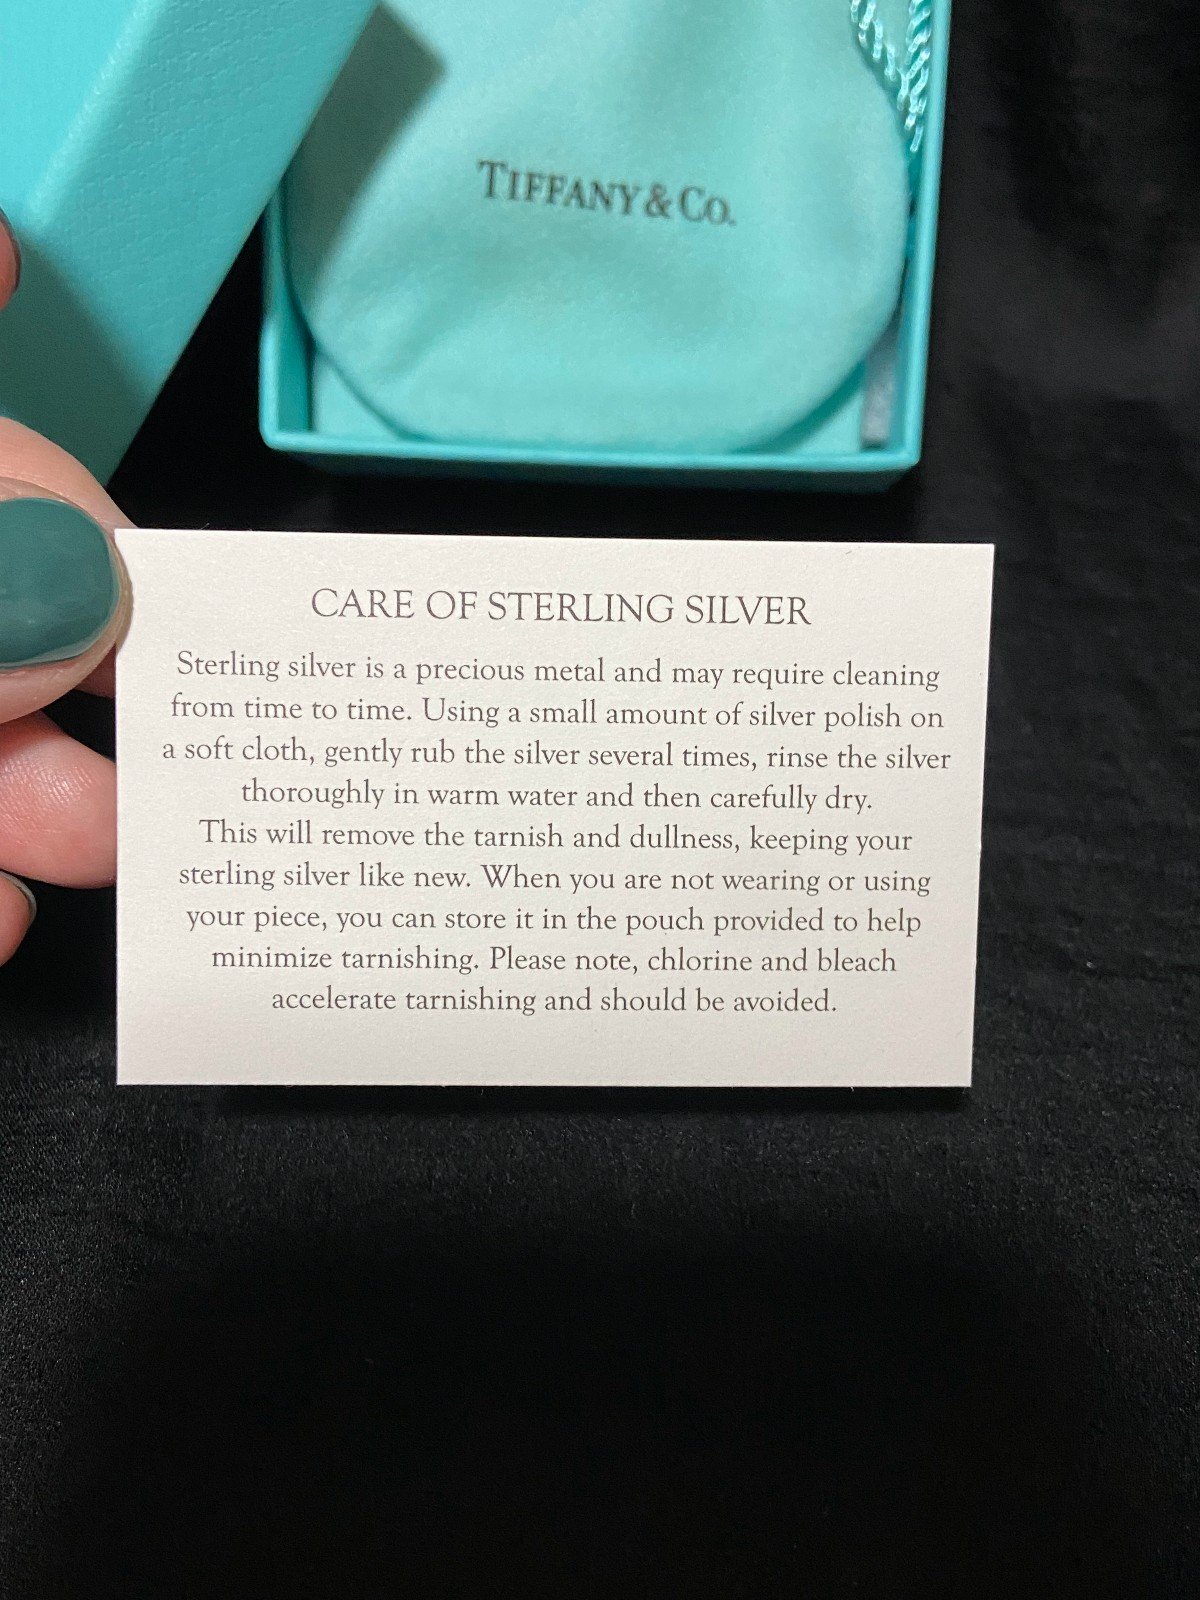 TIFFANY & CO.
CARE OF STERLING SILVER
Sterling silver is a precious metal and may require cleaning
from time to time. Using a small amount of silver polish on
a soft cloth, gently rub the silver several times, rinse the silver
thoroughly in warm water and then carefully dry.
This will remove the tarnish and dullness, keeping your
sterling silver like new. When you are not wearing or using
your piece, you can store it in the pouch provided to help
minimize tarnishing. Please note, chlorine and bleach
accelerate tarnishing and should be avoided.